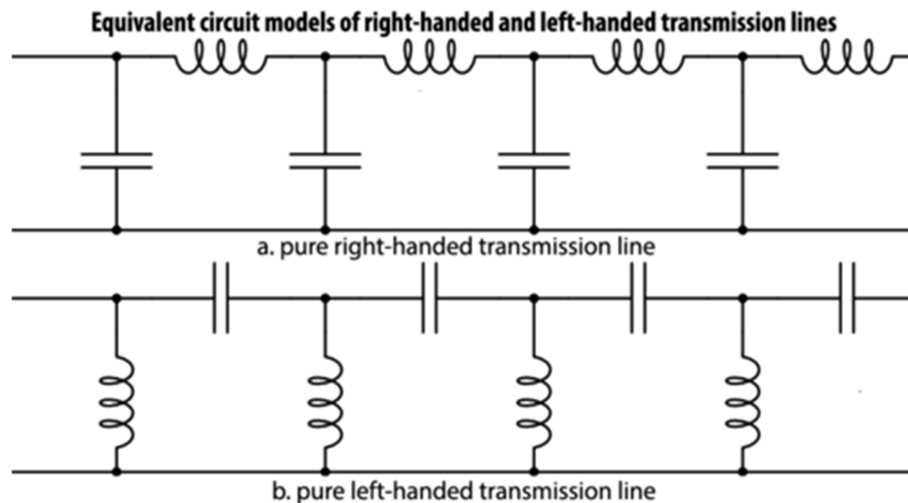 Equivalent circuit models of right-handed and left-handed transmission lines
a. pure right-handed transmission line
b. pure left-handed transmission line